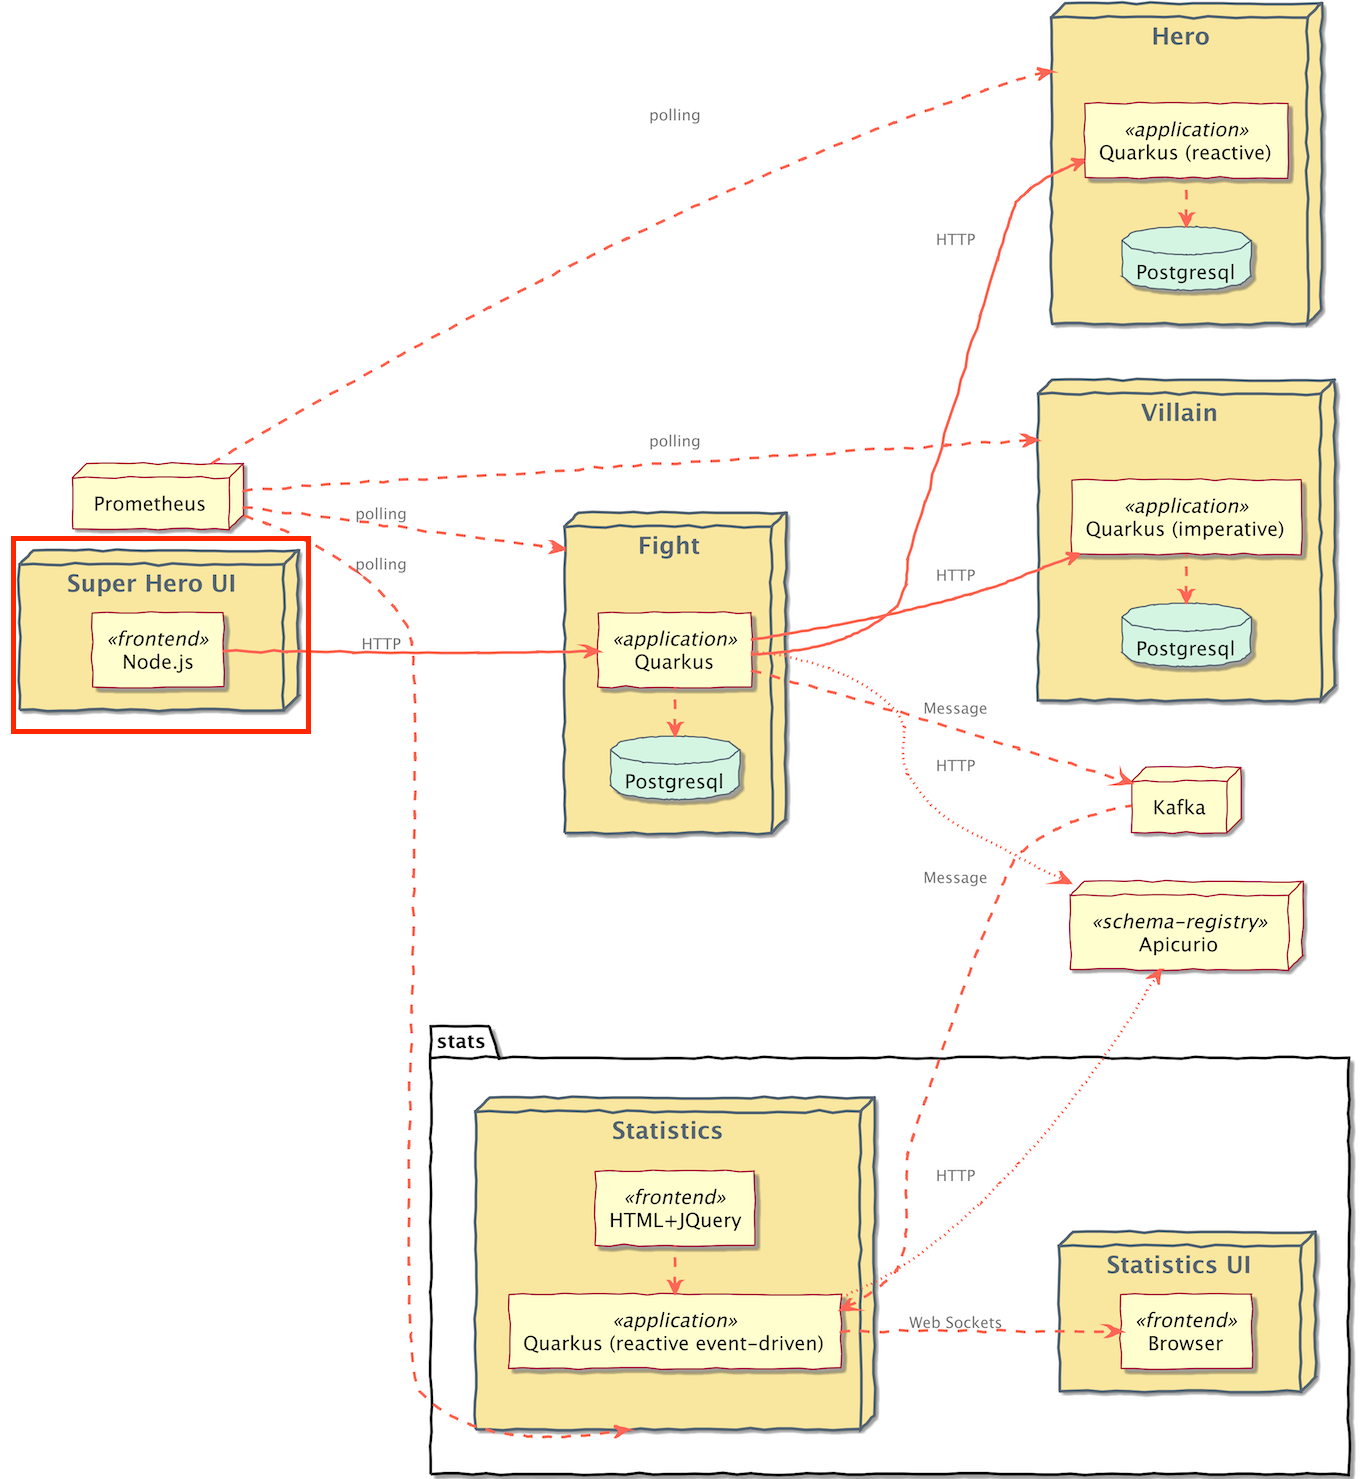 Hero
polling
«application»
Quarkus (reactive)
HTTP
Postgresql
Villain
polling
Prometheus
«application»
Quarkus (imperative)
polling
Fight
polling
HTTP
Super Hero UI
«frontend»
Node.js
HTTP
«application»
Quarkus
Postgresql
Message
HTTP
Postgresql
Kafka
Message
«schema-registry»
Apicurio
stats
Statistics
HTTP
«frontend»
HTML+JQuery
Statistics UI
«application»
Quarkus (reactive event-driven)
Web Sockets
«frontend»
Browser